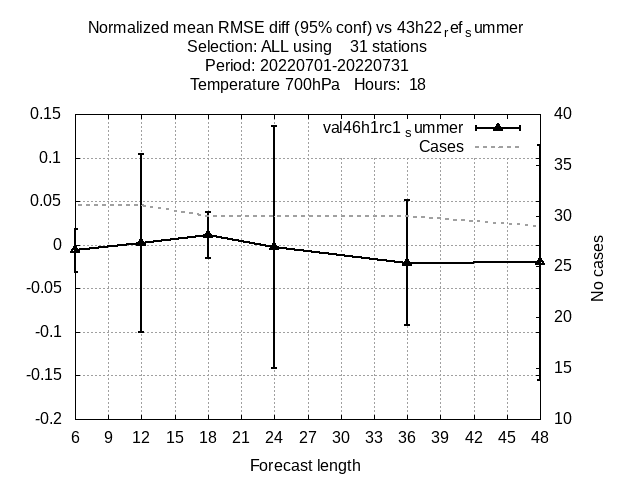 Normalized mean RMSE diff (95% conf) vs 43h22refsummer
Selection: ALL using    31 stations
Period: 20220701-20220731
Temperature 700hPa   Hours:  18
val46h1rc1summer
Cases
0.15
0.1
0.05
0
-0.05
-0.1
-0.15
-0.2
40
35
30
25
20
15
10
No cases
6 9 12 15 18 21 24 27 30 33 36 39 42 45 48
Forecast length